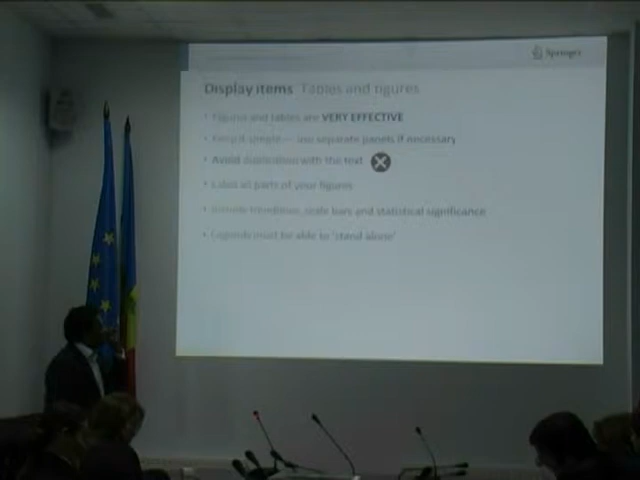 Springer
Display items Tables and figures
• Figures and tables are VERY EFFECTIVE
• Keep it simple — use separate panels if necessary
• Avoid duplication with the text
• Label all parts of your figures
• trendlines, scale bars and statistical significance
• Legends must be able to 'stand alone'